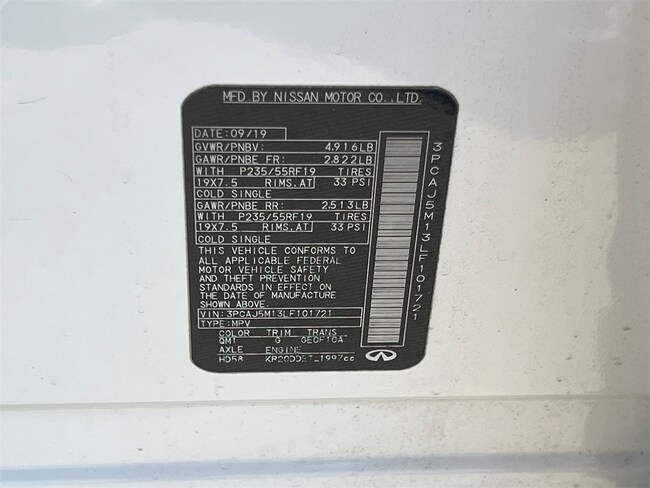 MFD BY NISSAN MOTOR CO.,LTD.
DATE:09/19
GVWR/PNBV: 4,916LB
GAWR/PNBE FR: 2,822LB
WITH P235/55RF19 TIRES
19X7.5 RIMS,AT 33 PSI
COLD SINGLE
GAWR/PNBE RR: 2,513LB
WITH P235/55RF19 TIRES
19X7.5 RIMS,AT 33 PSI
COLD SINGLE
THIS VEHICLE CONFORMS TO
ALL APPLICABLE FEDERAL
MOTOR VEHICLE SAFETY
AND THEFT PREVENTION
STANDARDS IN EFFECT ON
THE DATE OF MANUFACTURE
SHOWN ABOVE.
VIN:3PCAJ5M13LF101721
TYPE:MPV
COLOR TRIM TRANS
QMT G
AXLE ENGINE
HD58 1997cc
3PCAJ5M13LF101721